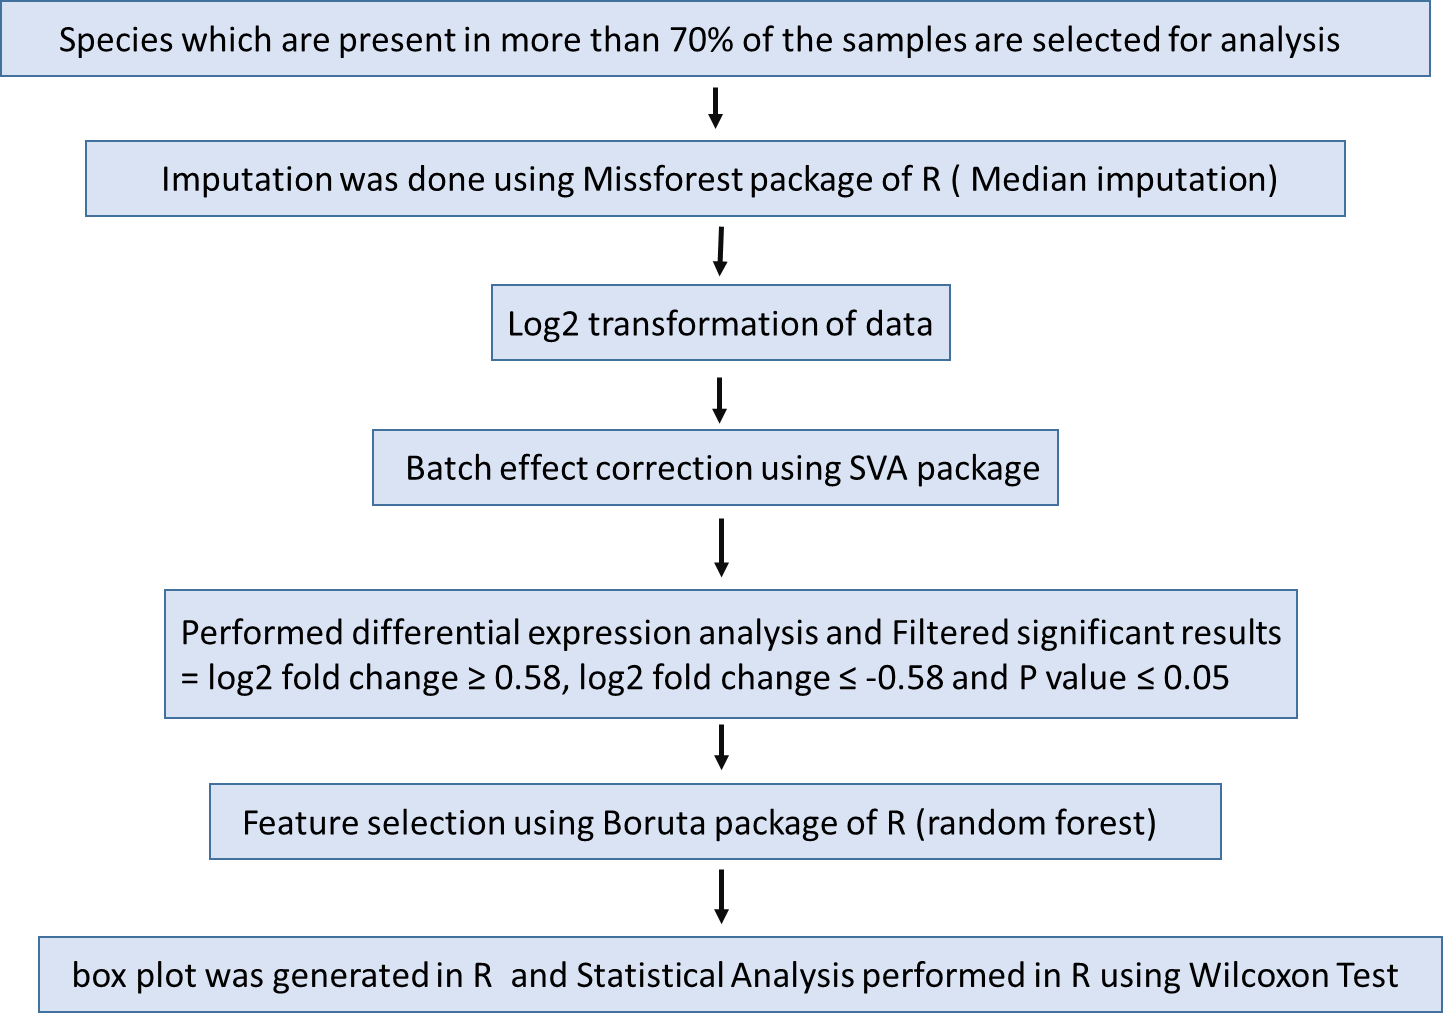 Species which are present in more than 70% of the samples are selected for analysis
Imputation was done using Missforest package of R ( Median imputation)
Log2 transformation of data
Batch effect correction using SVA package
Performed differential expression analysis and Filtered significant results
= log2 fold change ≥ 0.58, log2 fold change ≤ -0.58 and P value ≤ 0.05
Feature selection using Boruta package of R (random forest)
box plot was generated in R and Statistical Analysis performed in R using Wilcoxon Test